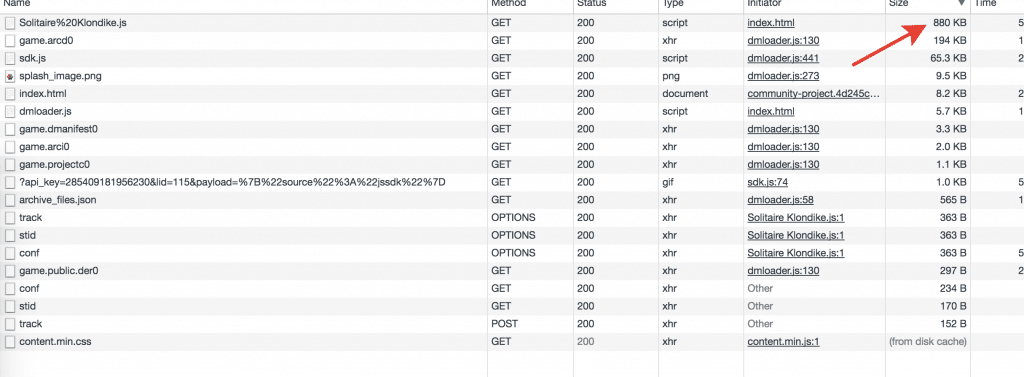 Name Method Status Type Initiator Size ▼ Time
Solitaire%20Klondike.js GET 200 script index.html 880 KB 5
game.arcd0 GET 200 xhr dmloader.js:130 194 KB 1
sdk.js GET 200 script dmloader.js:441 65.3 KB 2
splash_image.png GET 200 png dmloader.js:273 9.5 KB
index.html GET 200 document community-project.4d245c... 8.2 KB 2
dmloader.js GET 200 script index.html 5.7 KB 1
game.dmanifest0 GET 200 xhr dmloader.js:130 3.3 KB
game.arci0 GET 200 xhr dmloader.js:130 2.0 KB
game.projectc0 GET 200 xhr dmloader.js:130 1.1 KB
?api_key=285409181956230&lid=115&payload=%7B%22source%22%3A%22jssdk%22%7D GET 200 gif sdk.js:74 1.0 KB 5
archive_files.json GET 200 xhr dmloader.js:58 565 B 1
track OPTIONS 200 xhr Solitaire Klondike.js:1 363 B
stid OPTIONS 200 xhr Solitaire Klondike.js:1 363 B
conf OPTIONS 200 xhr Solitaire Klondike.js:1 363 B 5
game.public.der0 GET 200 xhr dmloader.js:130 297 B 2
conf GET 200 xhr Other 234 B
stid GET 200 xhr Other 170 B
track POST 200 xhr Other 152 B
content.min.css GET 200 xhr content.min.js:1 (from disk cache)